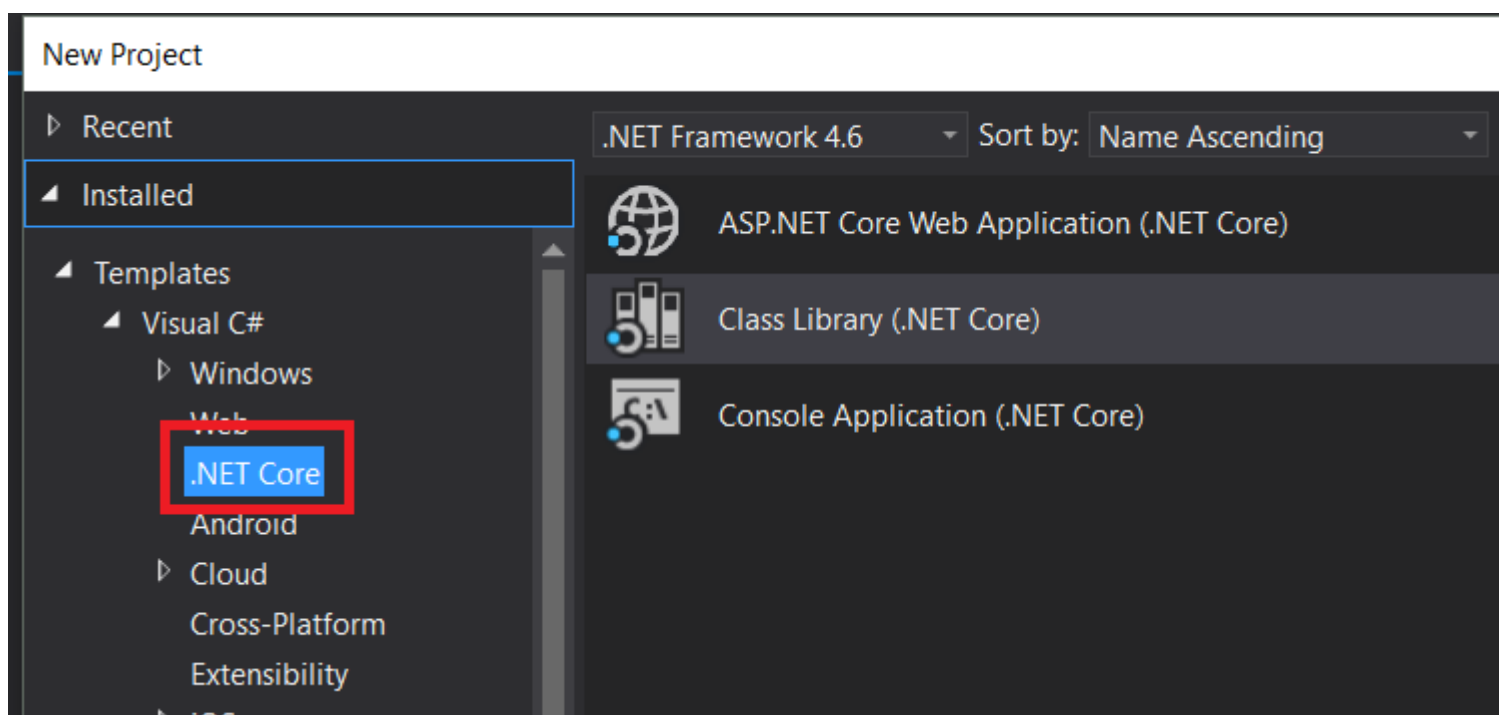 New Project
Recent
Installed
Templates
Visual C#
Windows
Web
.NET Core
Android
Cloud
Cross-Platform
Extensibility
.NET Framework 4.6
Sort by: Name Ascending
ASP.NET Core Web Application (.NET Core)
Class Library (.NET Core)
Console Application (.NET Core)